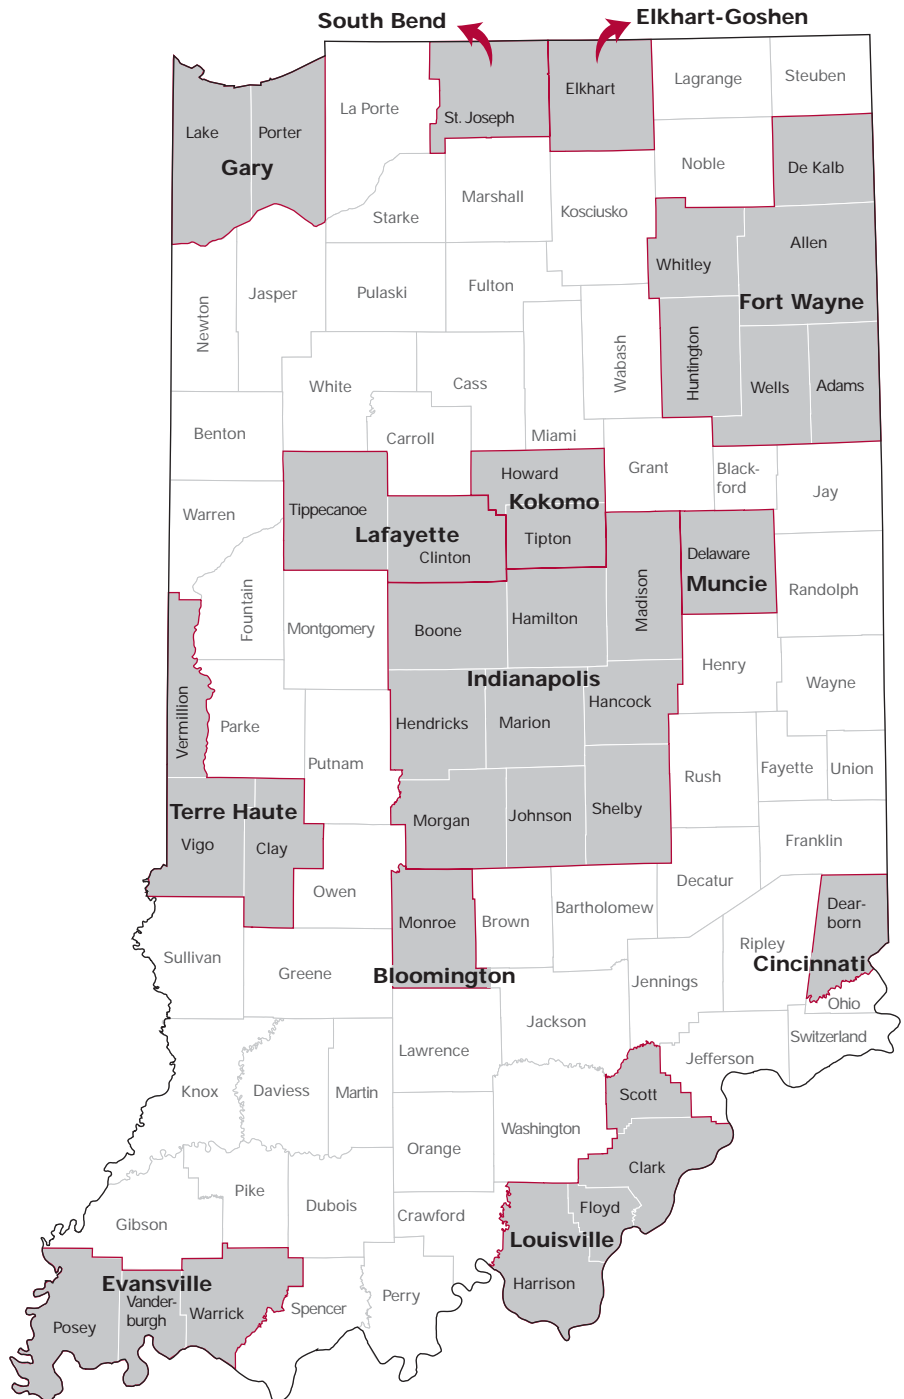 South Bend
Elkhart-Goshen
Lagrange
Steuben
La Porte
Elkhart
St. Joseph
Lake
Porter
Gary
Noble
De Kalb
Marshall
Starke
Kosciusko
Allen
Whitley
Newton
Jasper
Pulaski
Fulton
Fort Wayne
Wabash
Huntington
White
Cass
Wells
Adams
Benton
Carroll
Miami
Grant
Black-
ford
Jay
Howard
Kokomo
Warren
Tippecanoe
Lafayette
Clinton
Tipton
Delaware
Muncie
Randolph
Fountain
Montgomery
Boone
Hamilton
Madison
Henry
Wayne
Indianapolis
Vermillion
Parke
Hendricks
Marion
Hancock
Putnam
Rush
Fayette
Union
Terre Haute
Vigo
Clay
Morgan
Johnson
Shelby
Franklin
Owen
Decatur
Monroe
Brown
Bartholomew
Dear-
born
Sullivan
Greene
Bloomington
Ripley
Cincinnati
Jennings
Ohio
Jackson
Switzerland
Lawrence
Jefferson
Knox
Daviess
Martin
Scott
Washington
Orange
Clark
Pike
Dubois
Crawford
Floyd
Gibson
Louisville
Evansville
Harrison
Vander-
burgh
Warrick
Spencer
Perry
Posey